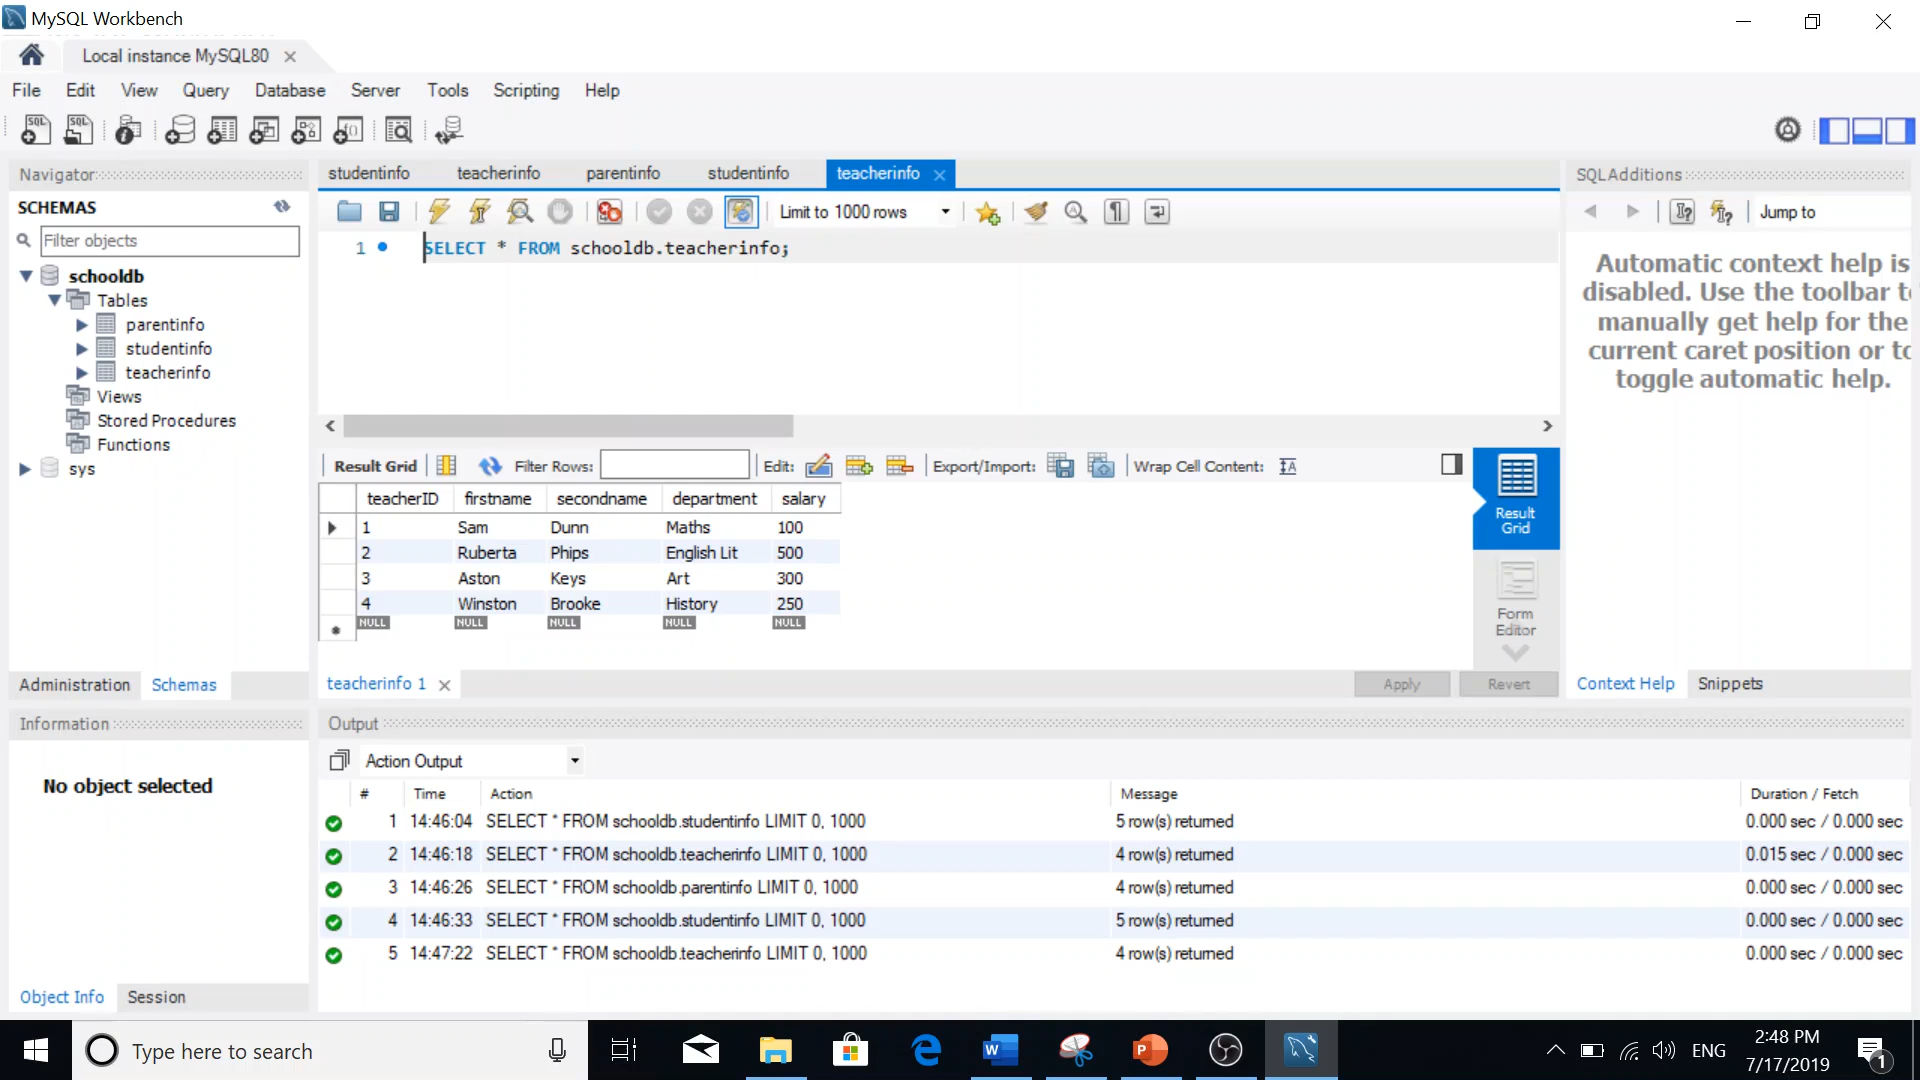 MySQL Workbench
Local instance MySQL80
File Edit View Query Database Server Tools Scripting Help
Navigator
SCHEMAS
Filter objects
schooldb
Tables
parentinfo
studentinfo
teacherinfo
Views
Stored Procedures
Functions
sys
Administration Schemas
Information
No object selected
Object Info Session
studentinfo teacherinfo parentinfo studentinfo teacherinfo
Limit to 1000 rows
1 SELECT * FROM schooldb.teacherinfo;
Result Grid Filter Rows: Edit: Export/Import: Wrap Cell Content:
teacherID firstname secondname department salary
1 Sam Dunn Maths 100
2 Ruberta Phips English Lit 500
3 Aston Keys Art 300
4 Winston Brooke History 250
NULL NULL NULL NULL NULL
Result
Grid
Form
Editor
teacherinfo 1 Apply Revert
SQLAdditions
Jump to
Automatic context help is
disabled. Use the toolbar t
manually get help for the
current caret position or to
toggle automatic help.
Context Help Snippets
Output
Action Output
# Time Action Message Duration / Fetch
1 14:46:04 SELECT * FROM schooldb.studentinfo LIMIT 0, 1000 5 row(s) returned 0.000 sec / 0.000 sec
2 14:46:18 SELECT * FROM schooldb.teacherinfo LIMIT 0, 1000 4 row(s) returned 0.015 sec / 0.000 sec
3 14:46:26 SELECT * FROM schooldb.parentinfo LIMIT 0, 1000 4 row(s) returned 0.000 sec / 0.000 sec
4 14:46:33 SELECT * FROM schooldb.studentinfo LIMIT 0, 1000 5 row(s) returned 0.000 sec / 0.000 sec
5 14:47:22 SELECT * FROM schooldb.teacherinfo LIMIT 0, 1000 4 row(s) returned 0.000 sec / 0.000 sec
Type here to search
ENG
2:48 PM
7/17/2019
1